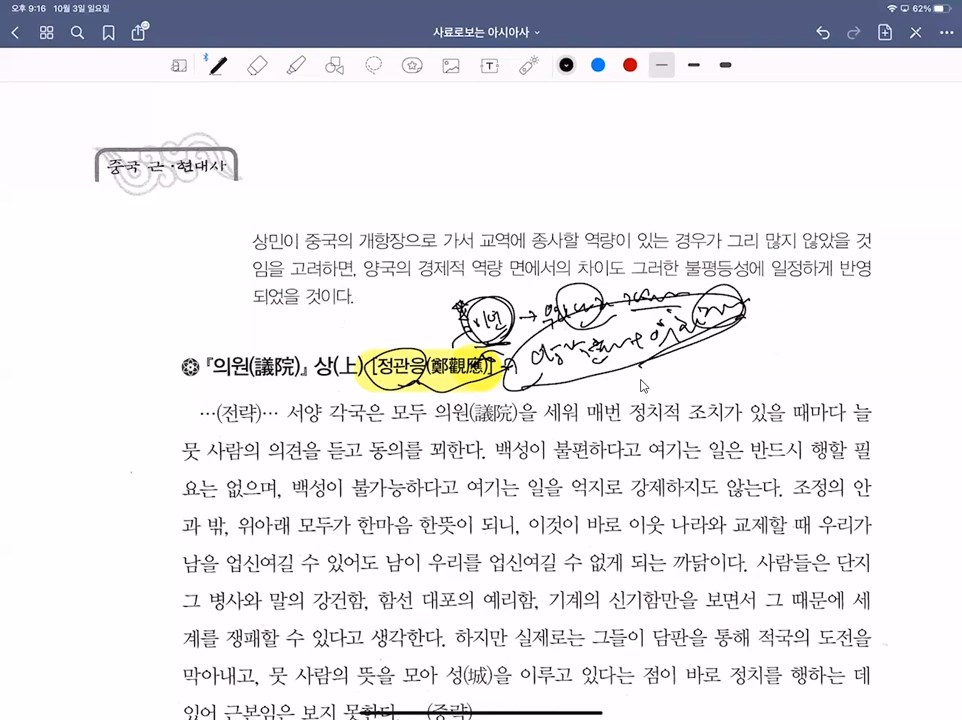 오후 9:16 10월 3일 일요일 62%
사료로보는 아시아사
중국 근·현대사
상민이 중국의 개항장으로 가서 교역에 종사할 역량이 있는 경우가 그리 많지 않았을 것
임을 고려하면, 양국의 경제적 역량 면에서의 차이도 그러한 불평등성에 일정하게 반영
되었을 것이다.
『의원(議院)』 상(上) [정관응(鄭觀應)]
…(전략)… 서양 각국은 모두 의원(議院)을 세워 매번 정치적 조치가 있을 때마다 늘
뭇 사람의 의견을 듣고 동의를 꾀한다. 백성이 불편하다고 여기는 일은 반드시 행할 필
요는 없으며, 백성이 불가능하다고 여기는 일을 억지로 강제하지도 않는다. 조정의 안
과 밖, 위아래 모두가 한마음 한뜻이 되니, 이것이 바로 이웃 나라와 교제할 때 우리가
남을 업신여길 수 있어도 남이 우리를 업신여길 수 없게 되는 까닭이다. 사람들은 단지
그 병사와 말의 강건함, 함선 대포의 예리함, 기계의 신기함만을 보면서 그 때문에 세
계를 쟁패할 수 있다고 생각한다. 하지만 실제로는 그들이 담판을 통해 적국의 도전을
막아내고, 뭇 사람의 뜻을 모아 성(城)을 이루고 있다는 점이 바로 정치를 행하는 데
있어 근본임은 보지 못한다. …(중략)